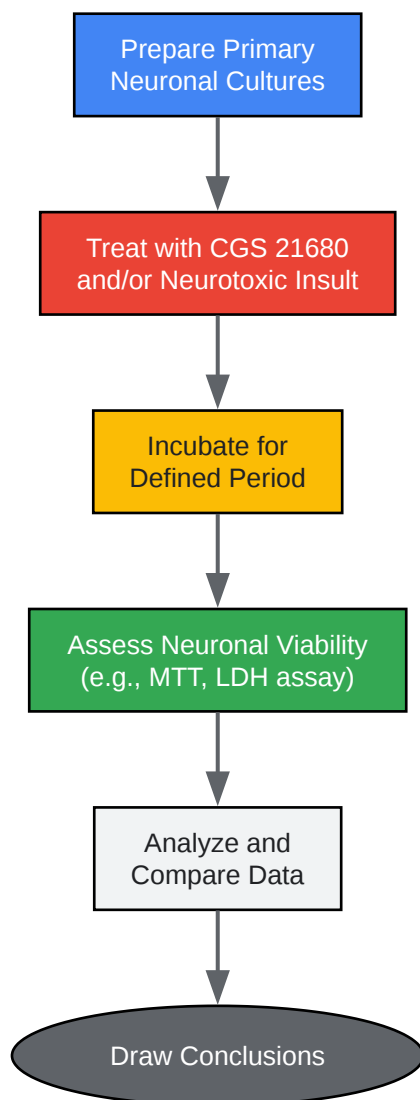 Prepare Primary
Neuronal Cultures
Treat with CGS 21680
and/or Neurotoxic Insult
Incubate for
Defined Period
Assess Neuronal Viability
(e.g., MTT, LDH assay)
Analyze and
Compare Data
Draw Conclusions